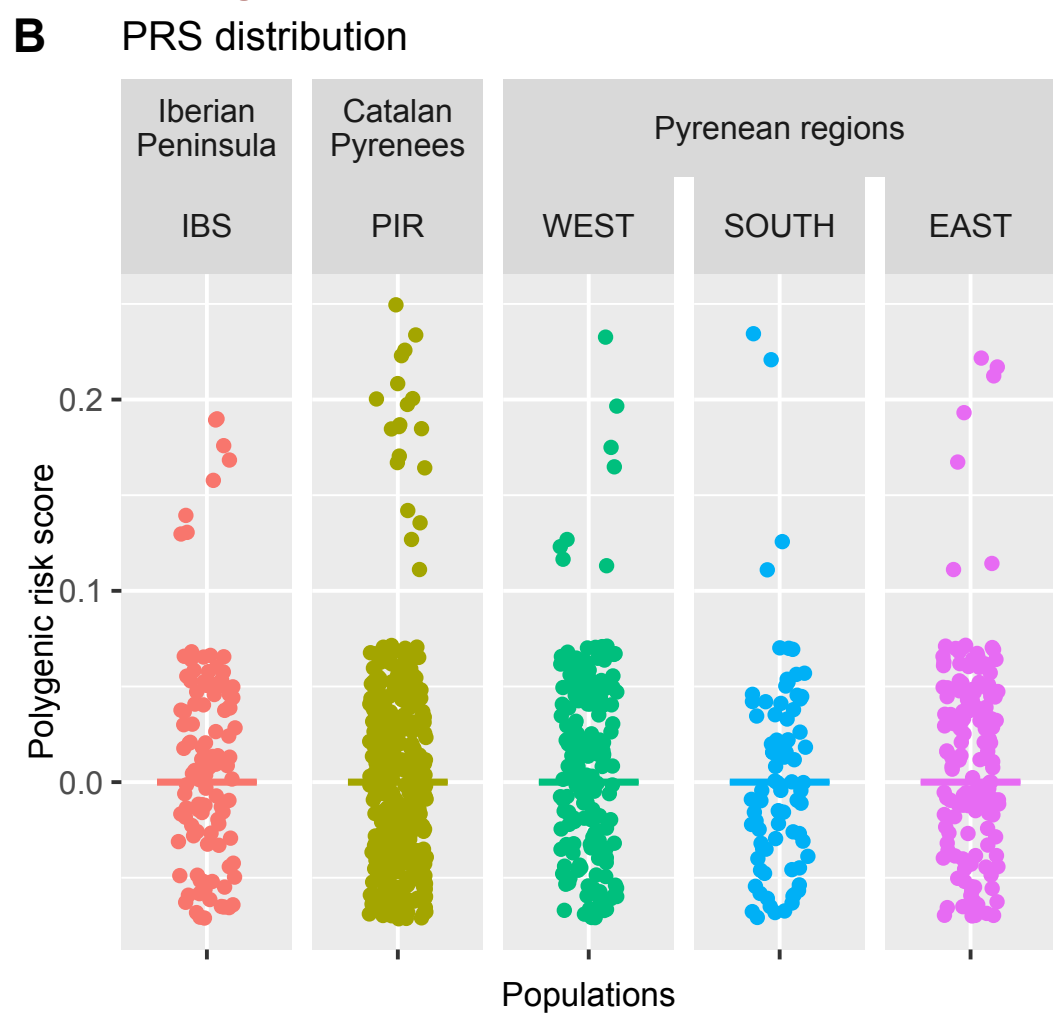 B PRS distribution
Iberian
Peninsula
Catalan
Pyrenees
Pyrenean regions
IBS
PIR
WEST
SOUTH
EAST
Polygenic risk score
0.2
0.1
0.0
Populations